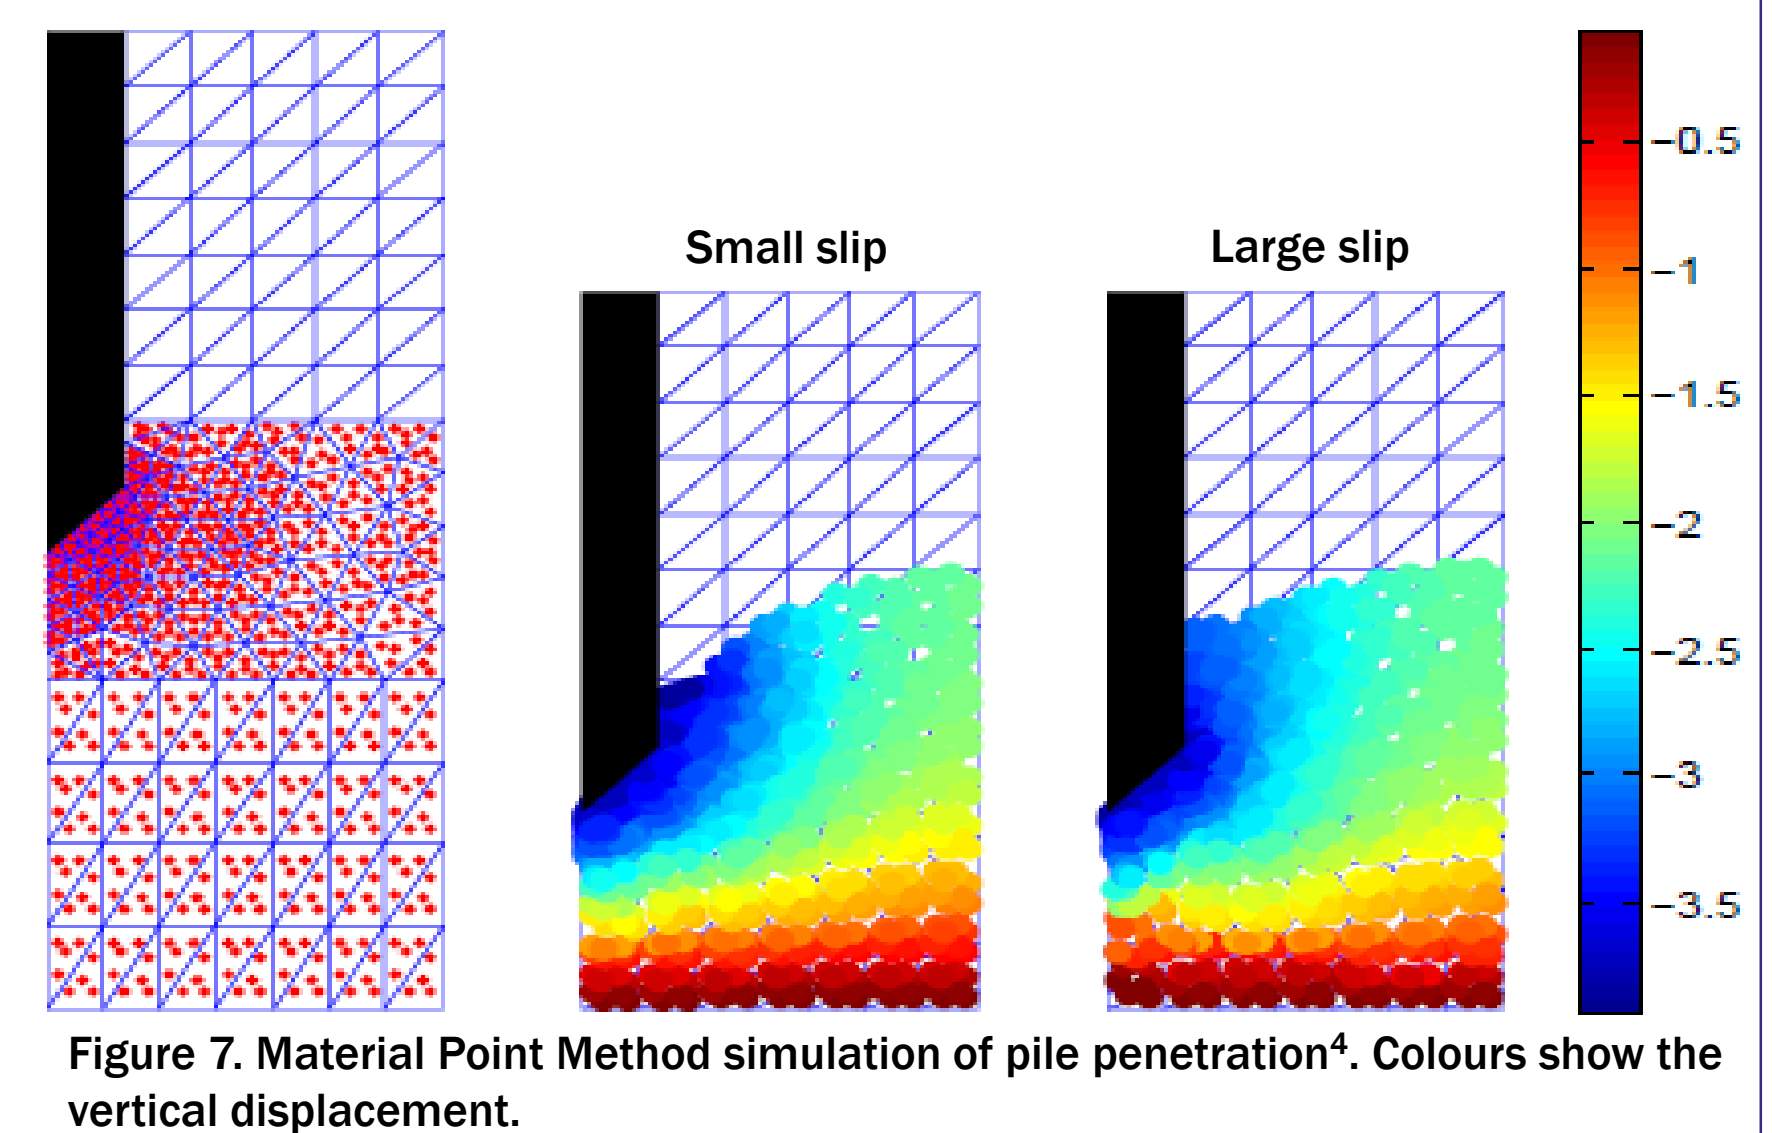 Small slip
Large slip
−0.5
−1
−1.5
−2
−2.5
−3
−3.5
Figure 7. Material Point Method simulation of pile penetration⁴. Colours show the
vertical displacement.